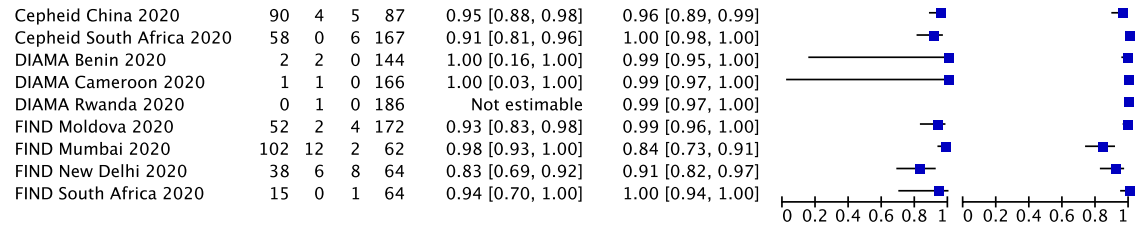 Cepheid China 2020 90 4 5 87 0.95 [0.88, 0.98] 0.96 [0.89, 0.99]
Cepheid South Africa 2020 58 0 6 167 0.91 [0.81, 0.96] 1.00 [0.98, 1.00]
DIAMA Benin 2020 2 2 0 144 1.00 [0.16, 1.00] 0.99 [0.95, 1.00]
DIAMA Cameroon 2020 1 1 0 166 1.00 [0.03, 1.00] 0.99 [0.97, 1.00]
DIAMA Rwanda 2020 0 1 0 186 Not estimable 0.99 [0.97, 1.00]
FIND Moldova 2020 52 2 4 172 0.93 [0.83, 0.98] 0.99 [0.96, 1.00]
FIND Mumbai 2020 102 12 2 62 0.98 [0.93, 1.00] 0.84 [0.73, 0.91]
FIND New Delhi 2020 38 6 8 64 0.83 [0.69, 0.92] 0.91 [0.82, 0.97]
FIND South Africa 2020 15 0 1 64 0.94 [0.70, 1.00] 1.00 [0.94, 1.00]
0 0.2 0.4 0.6 0.8 1 0 0.2 0.4 0.6 0.8 1